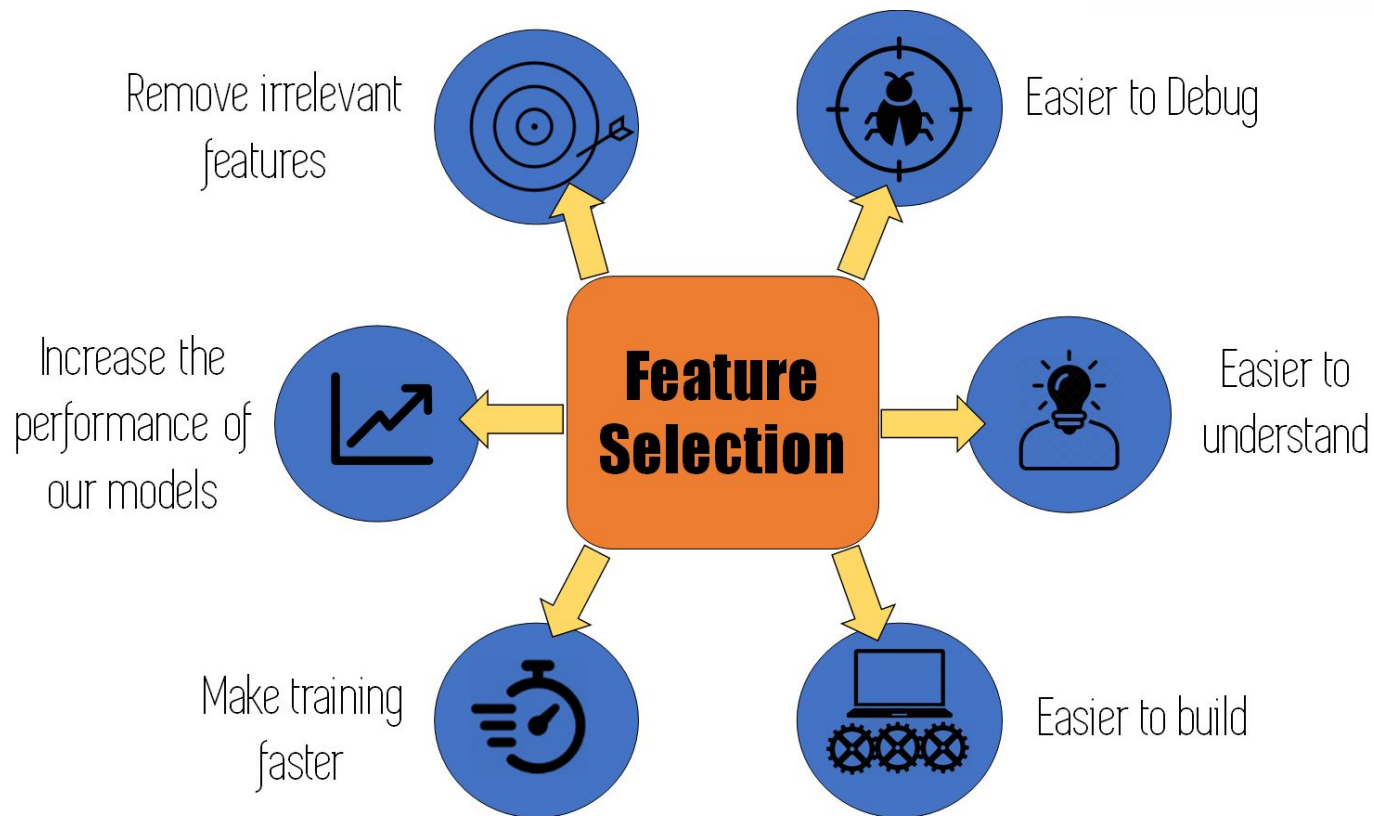 Remove irrelevant
features
Easier to Debug
Increase the
performance of
our models
Feature
Selection
Easier to
understand
Make training
faster
Easier to build